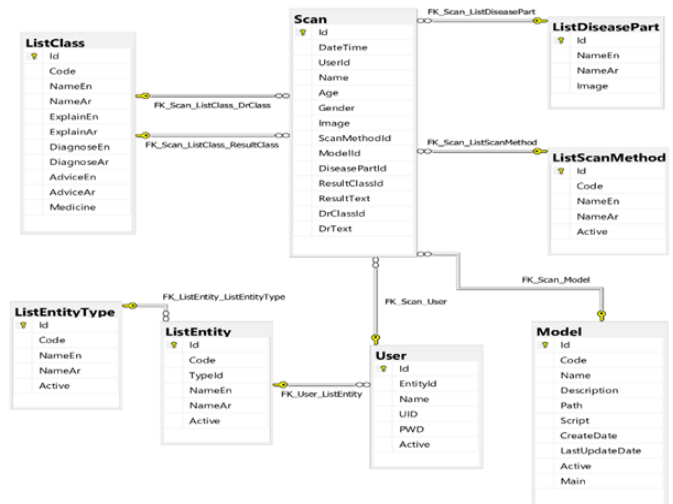 ListClass
Id
Code
NameEn
NameAr
ExplainEn
ExplainAr
DiagnoseEn
DiagnoseAr
AdviceEn
AdviceAr
Medicine
FK_Scan_ListClass_DrClass
FK_Scan_ListClass_ResultClass
Scan
Id
DateTime
UserId
Name
Age
Gender
Image
ScanMethodId
ModelId
DiseasePartId
ResultClassId
ResultText
DrClassId
DrText
FK_Scan_ListDiseasePart
ListDiseasePart
Id
NameEn
NameAr
Image
FK_Scan_ListScanMethod
ListScanMethod
Id
Code
NameEn
NameAr
Active
FK_Scan_Model
FK_Scan_User
ListEntityType
Id
Code
NameEn
NameAr
Active
FK_ListEntity_ListEntityType
ListEntity
Id
Code
TypeId
NameEn
NameAr
Active
FK_User_ListEntity
User
Id
EntityId
Name
UID
PWD
Active
Model
Id
Code
Name
Description
Path
Script
CreateDate
LastUpdateDate
Active
Main